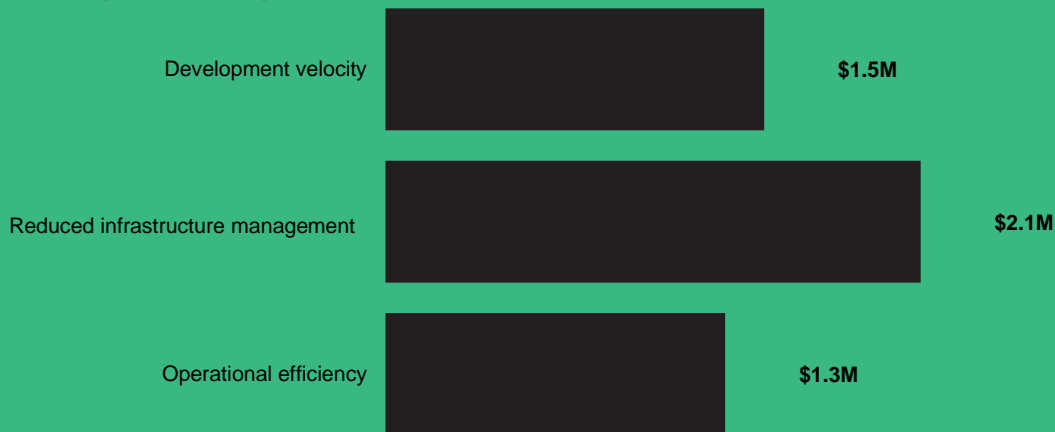 Development velocity
$1.5M
Reduced infrastructure management
$2.1M
Operational efficiency
$1.3M